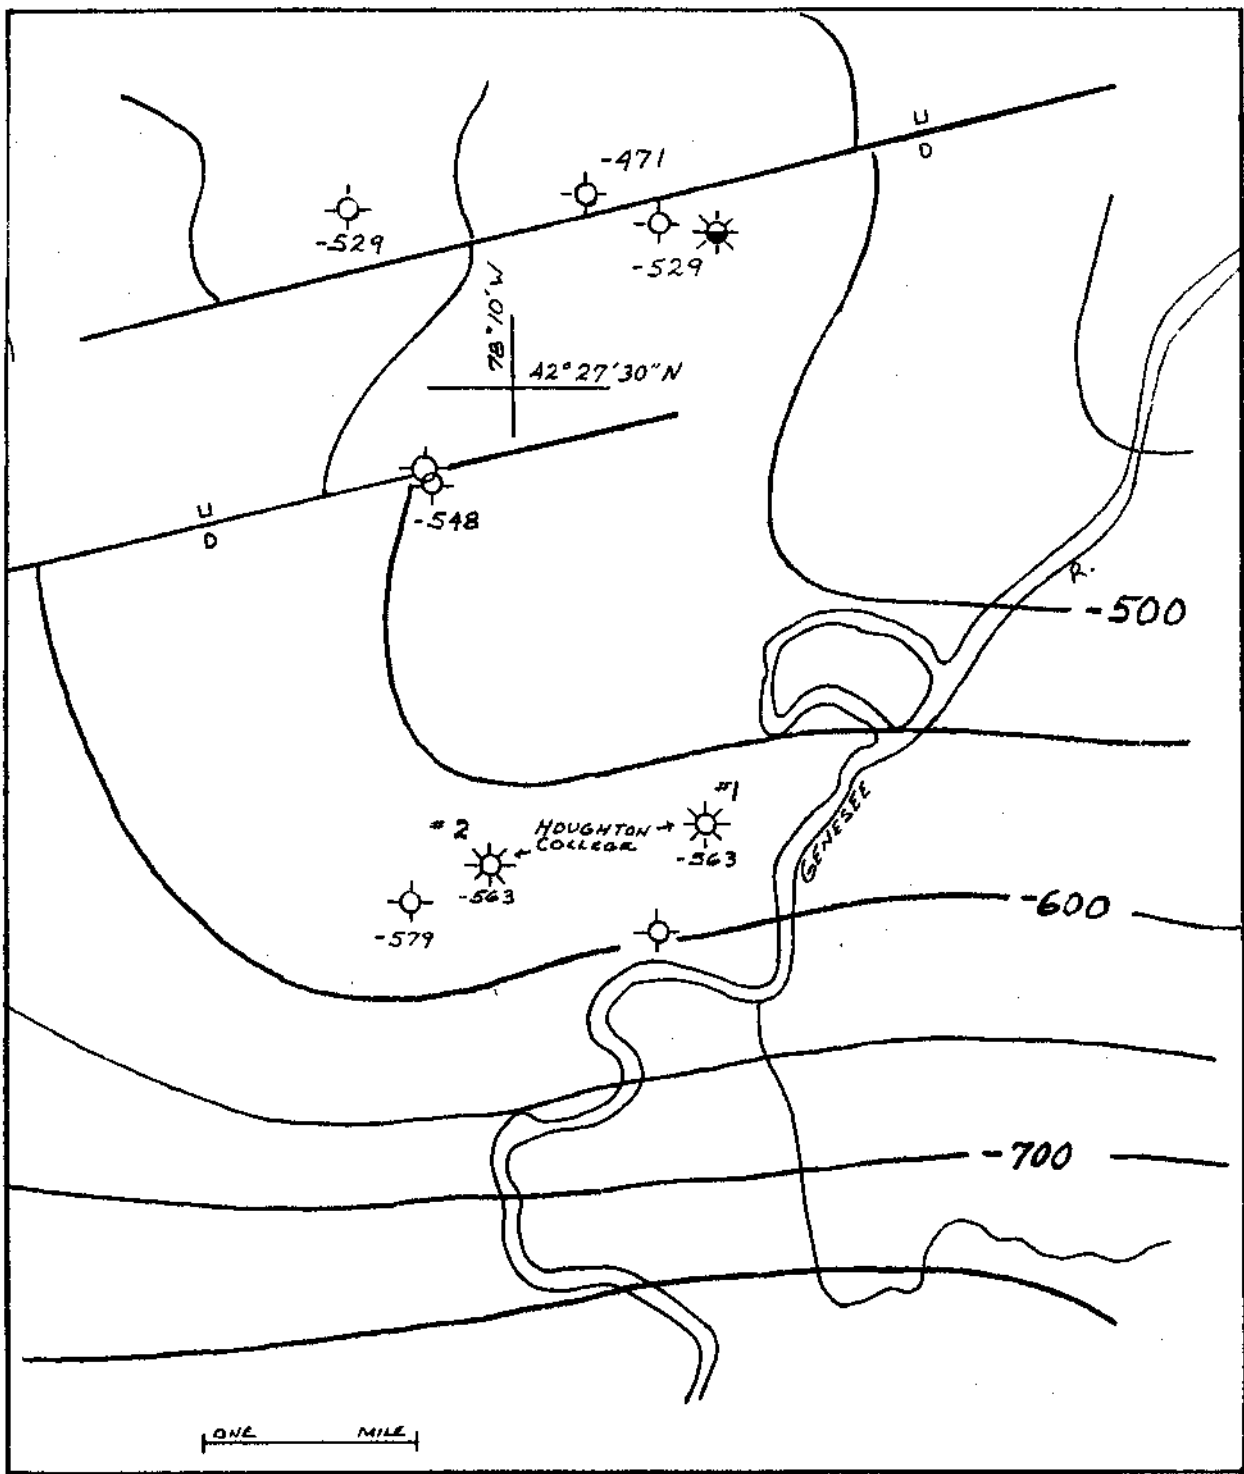 U
D
-471
-529
-529
78°10'W
42°27'30"N
U
D
-548
R.
-500
#1
#2
HOUGHTON
COLLEGE
-563
-563
GENESEE
-579
-600
-700
ONE MILE